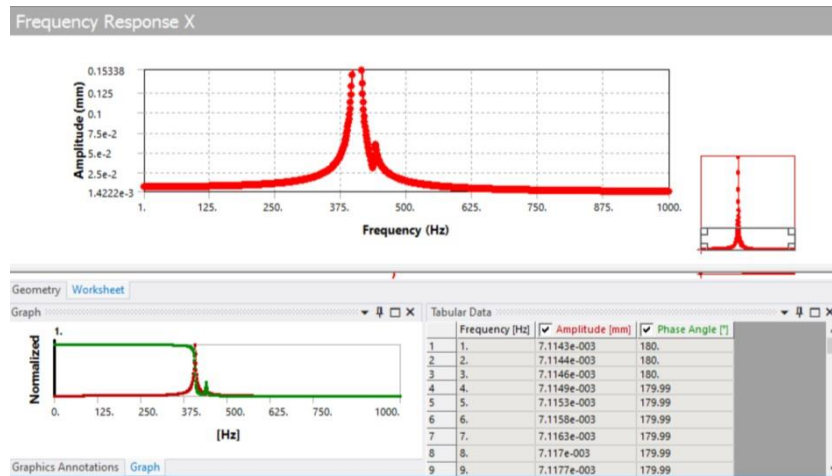 Frequency Response X
0.15338
0.125
0.1
7.5e-2
5.e-2
2.5e-2
1.4222e-3
Amplitude (mm)
1. 125. 250. 375. 500. 625. 750. 875. 1000.
Frequency (Hz)
Geometry Worksheet
Graph
1.
Normalized
0. 125. 250. 375. 500. 625. 750. 1000.
[Hz]
Graphics Annotations Graph
Tabular Data
Frequency [Hz] Amplitude [mm] Phase Angle [°]
1 1. 7.1143e-003 180.
2 2. 7.1144e-003 180.
3 3. 7.1146e-003 180.
4 4. 7.1149e-003 179.99
5 5. 7.1153e-003 179.99
6 6. 7.1158e-003 179.99
7 7. 7.1163e-003 179.99
8 8. 7.117e-003 179.99
9 9. 7.1177e-003 179.99